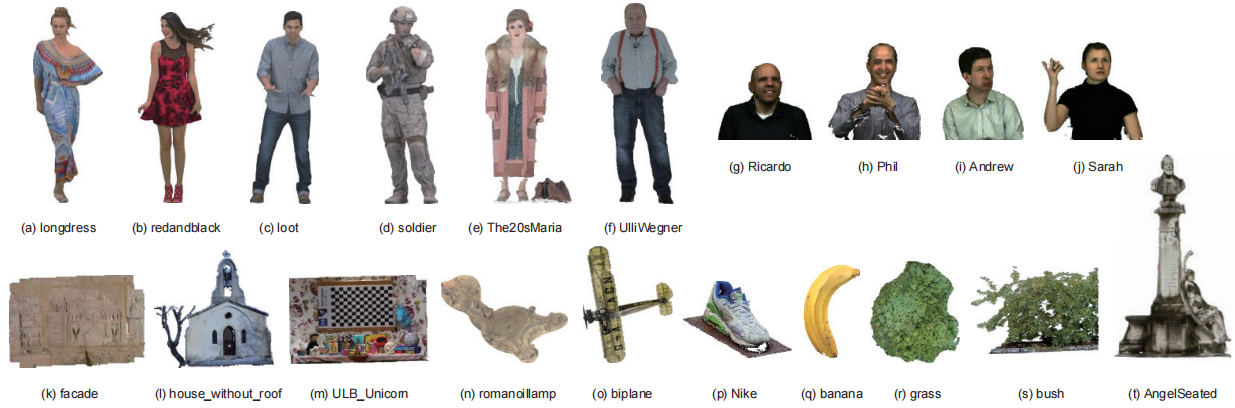 (a) longdress
(b) redandblack
(c) loot
(d) soldier
(e) The20sMaria
(f) UlliWegner
(g) Ricardo
(h) Phil
(i) Andrew
(j) Sarah
(k) facade
(l) house_without_roof
(m) ULB_Unicorn
(n) romanoillamp
(o) biplane
(p) Nike
(q) banana
(r) grass
(s) bush
(t) AngelSeated